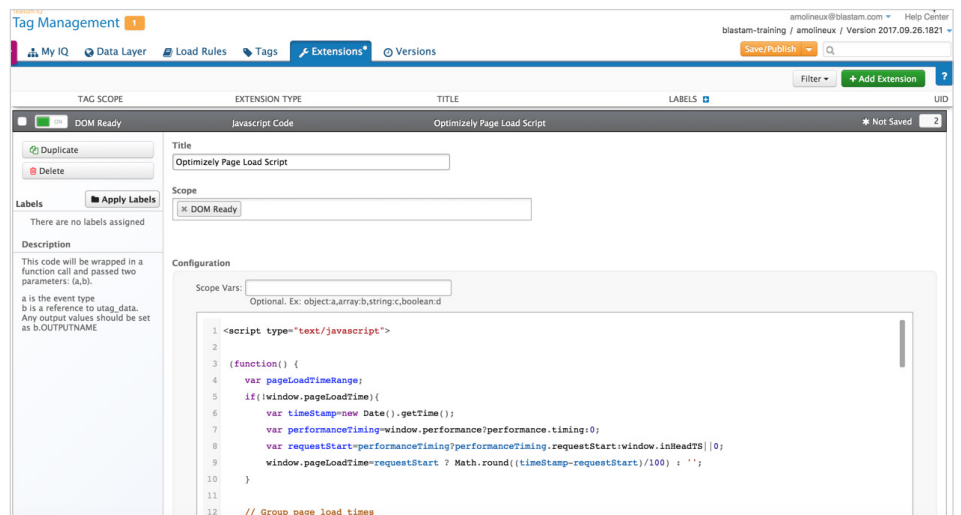 Tealium iQ
Tag Management 1
amolineux@blastam.com Help Center
blastam-training / amolineux / Version 2017.09.26.1821
My IQ Data Layer Load Rules Tags Extensions* Versions
Save/Publish
Filter + Add Extension ?
TAG SCOPE EXTENSION TYPE TITLE LABELS UID
ON DOM Ready Javascript Code Optimizely Page Load Script Not Saved 2
Duplicate
Delete
Labels Apply Labels
There are no labels assigned
Description
This code will be wrapped in a
function call and passed two
parameters: (a,b).
a is the event type
b is a reference to utag_data.
Any output values should be set
as b.OUTPUTNAME
Title
Optimizely Page Load Script
Scope
DOM Ready
Configuration
Scope Vars:
Optional. Ex: object:a,array:b,string:c,boolean:d
1 <script type="text/javascript">
2
3 (function() {
4 var pageLoadTimeRange;
5 if(!window.pageLoadTime){
6 var timeStamp=new Date().getTime();
7 var performanceTiming=window.performance?performance.timing:0;
8 var requestStart=performanceTiming?performanceTiming.requestStart:window.inHeadTS||0;
9 window.pageLoadTime=requestStart ? Math.round((timeStamp-requestStart)/100) : '';
10 }
11
12 // Group page load times